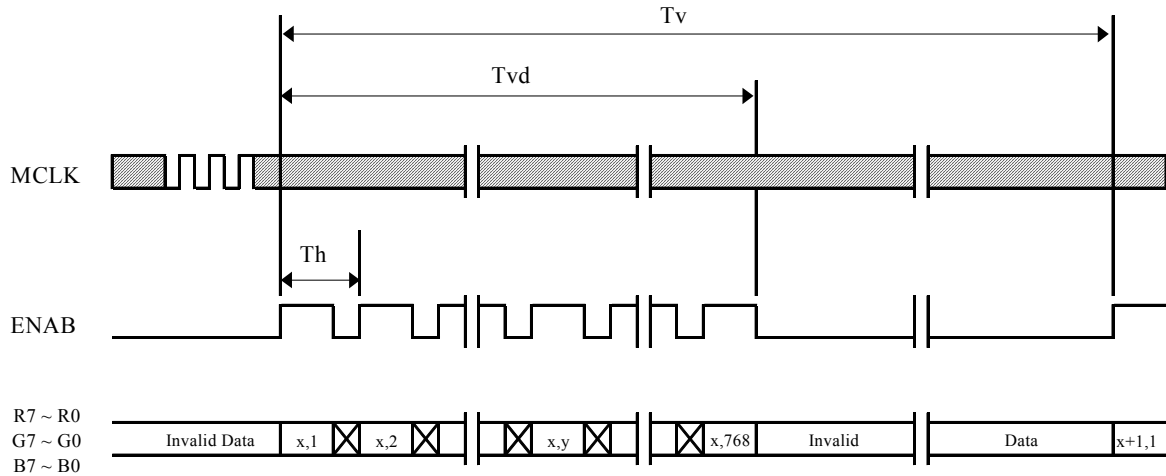 Tv
Tvd
MCLK
Th
ENAB
R7 ~ R0
G7 ~ G0
B7 ~ B0
Invalid Data
x,1
x,2
x,y
x,768
Invalid
Data
x+1,1